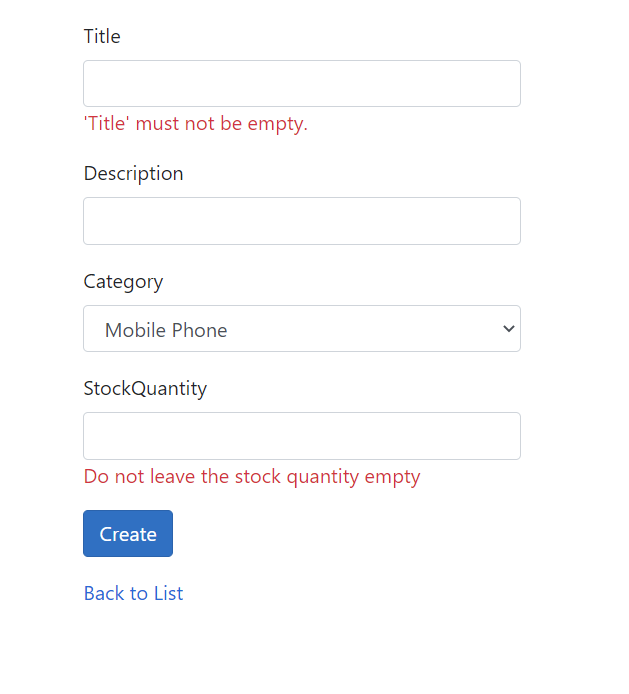 Title
'Title' must not be empty.
Description
Category
Mobile Phone
StockQuantity
Do not leave the stock quantity empty
Create
Back to List